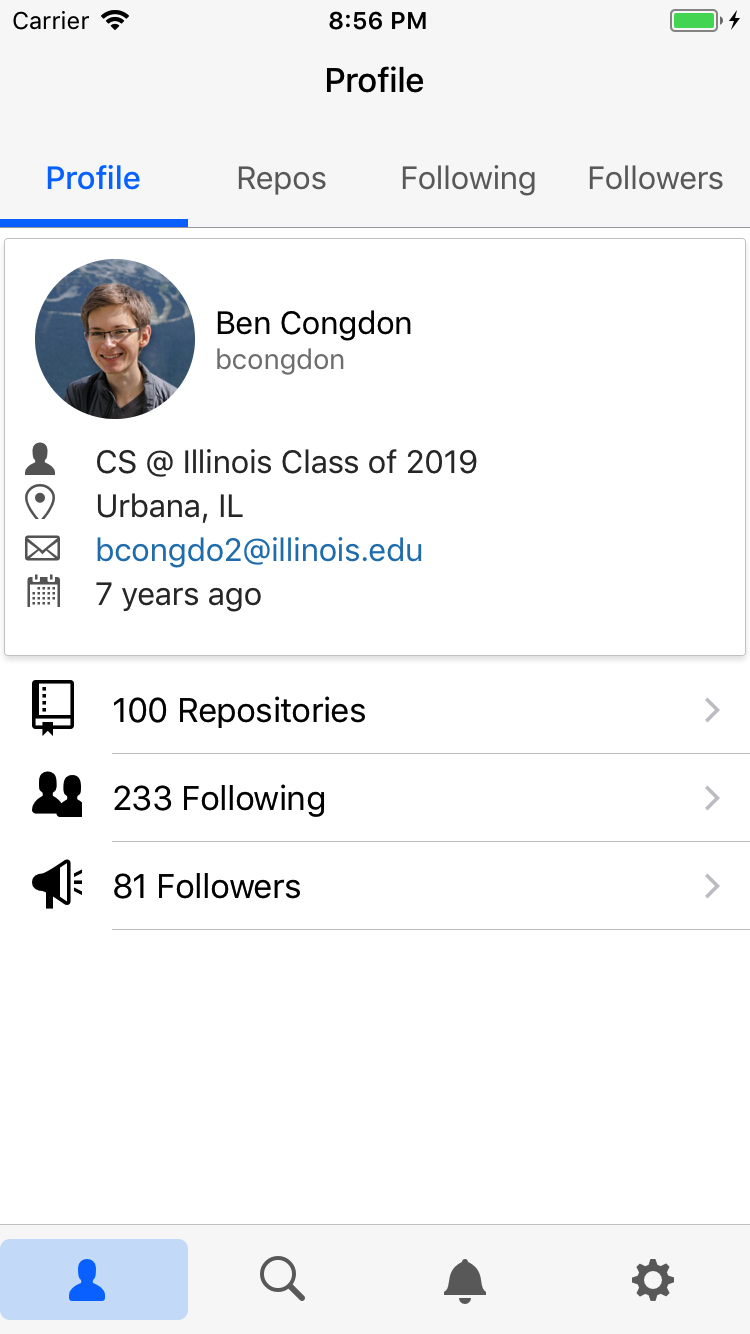 Carrier 8:56 PM
Profile
Profile Repos Following Followers
Ben Congdon
bcongdon
CS @ Illinois Class of 2019
Urbana, IL
bcongdo2@illinois.edu
7 years ago
100 Repositories
233 Following
81 Followers